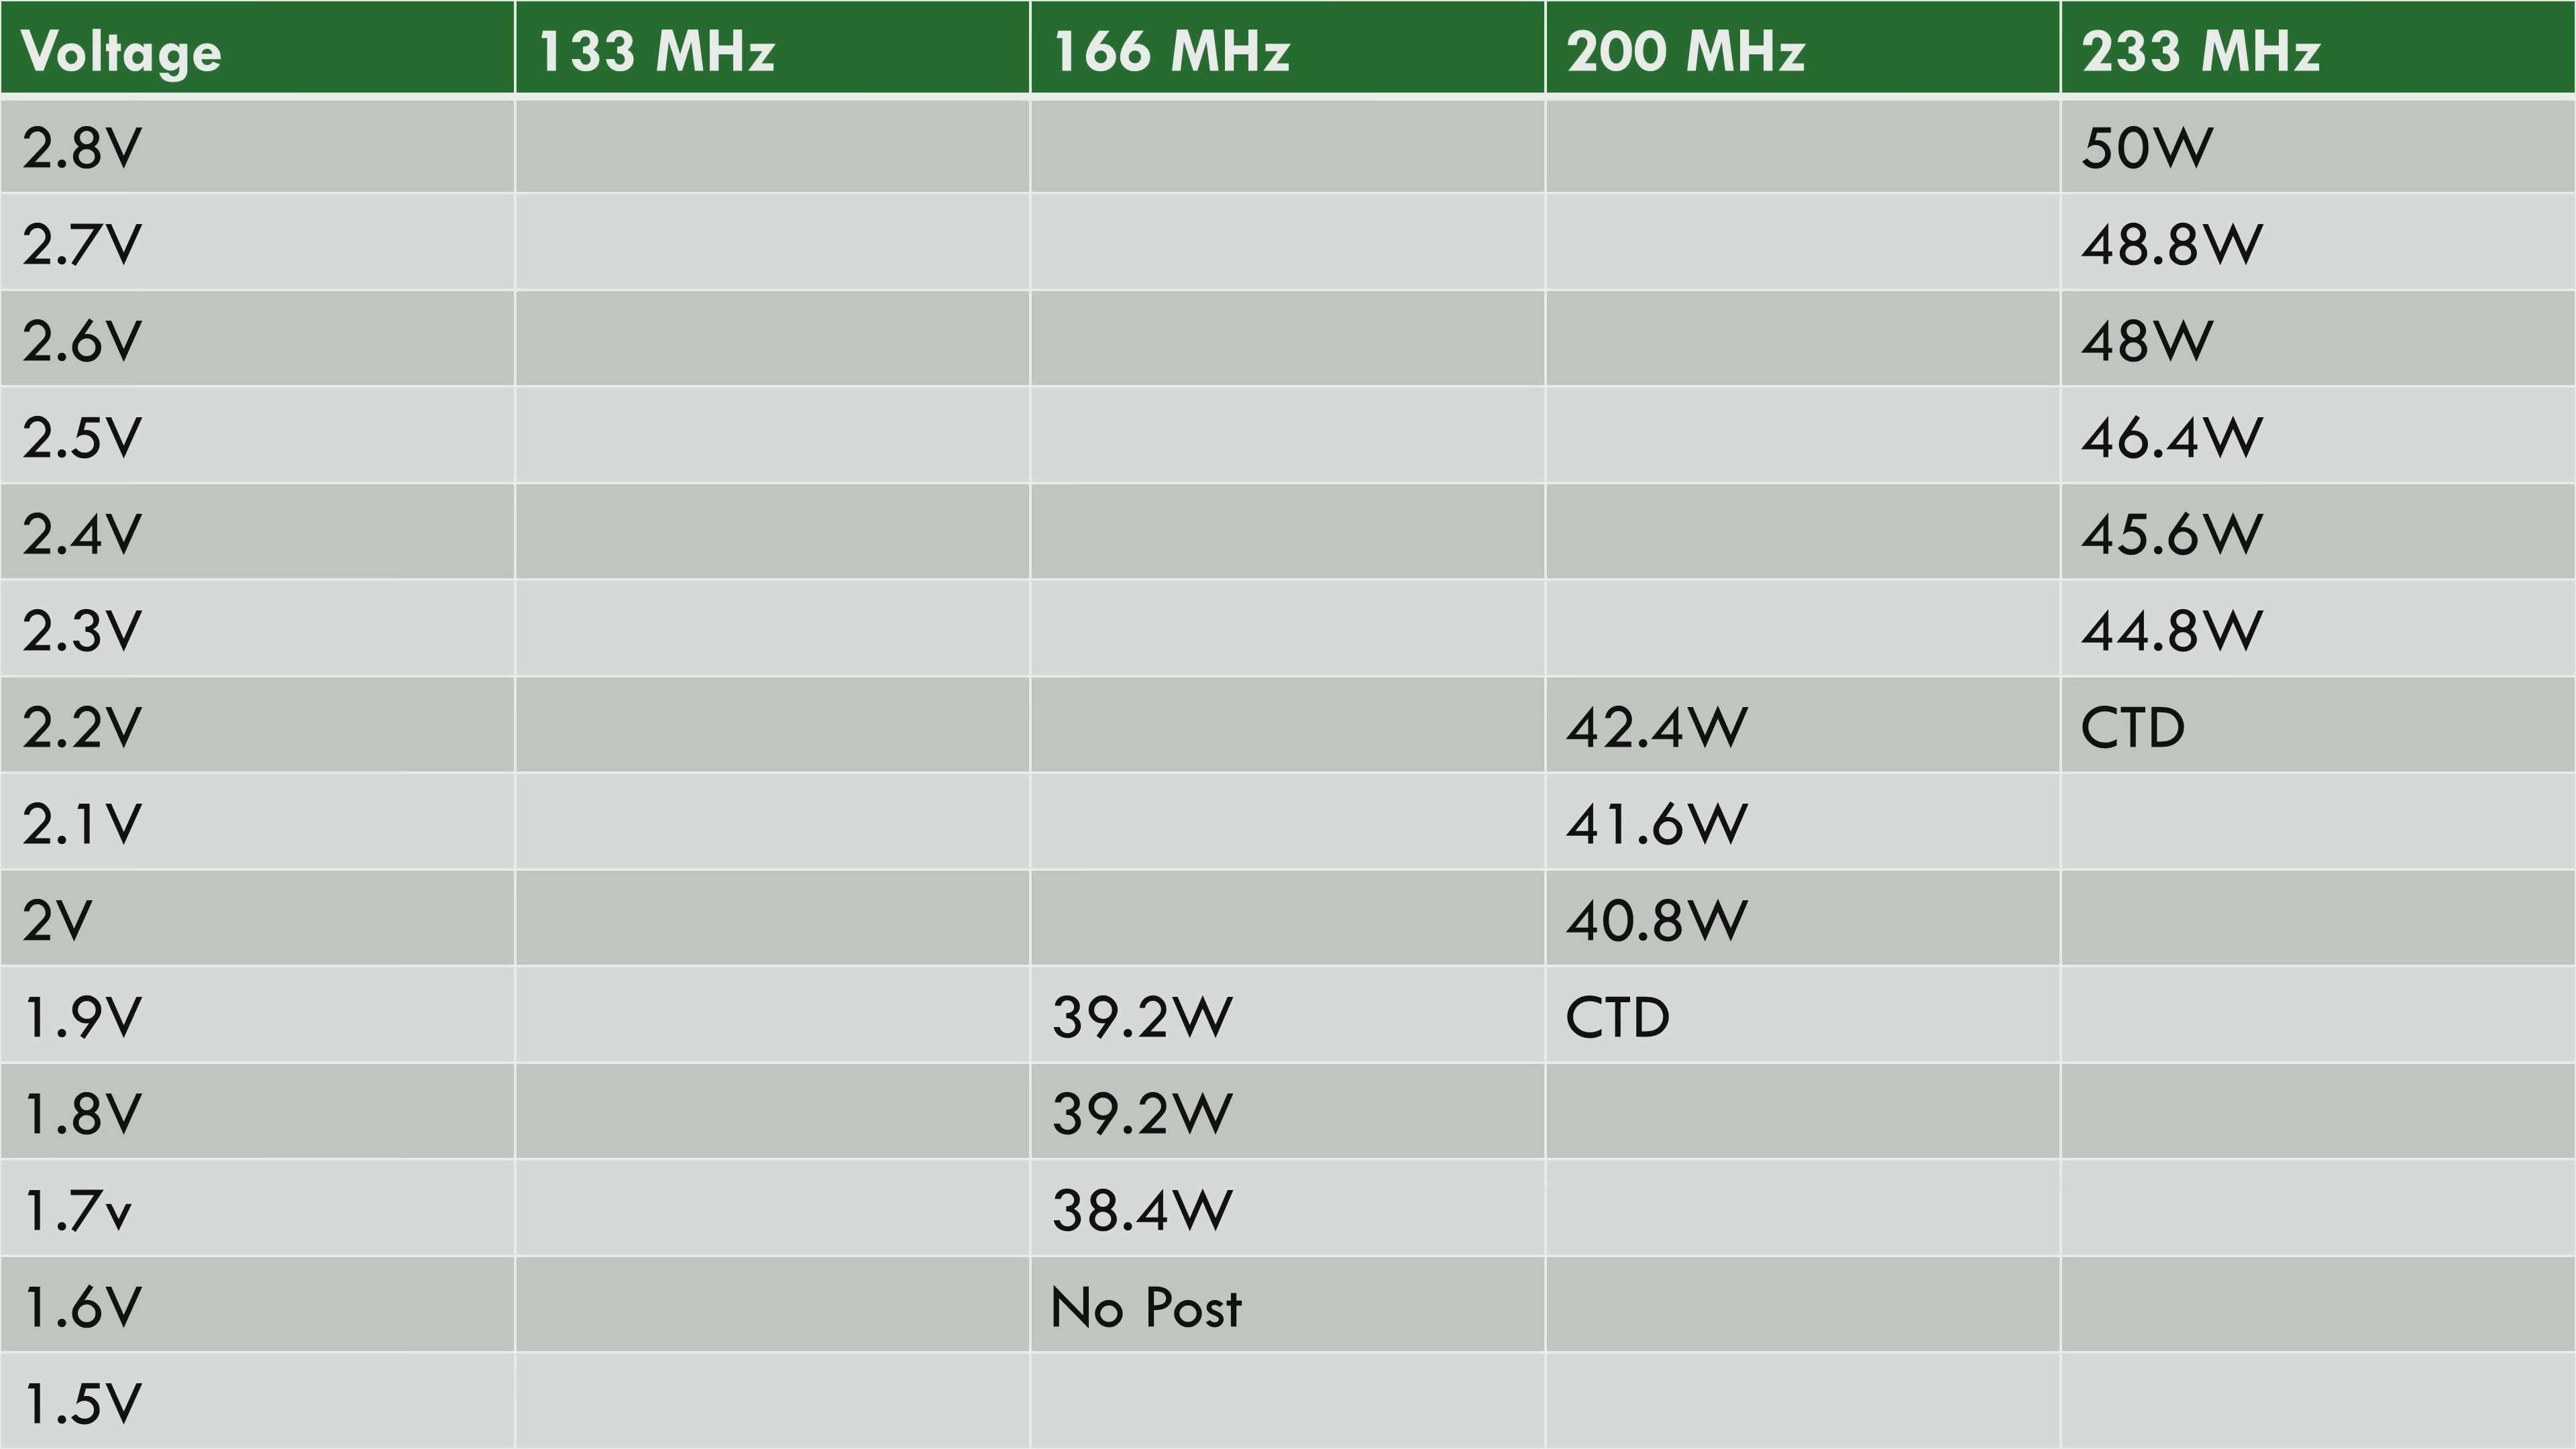 Voltage 133 MHz 166 MHz 200 MHz 233 MHz
2.8V 50W
2.7V 48.8W
2.6V 48W
2.5V 46.4W
2.4V 45.6W
2.3V 44.8W
2.2V 42.4W CTD
2.1V 41.6W
2V 40.8W
1.9V 39.2W CTD
1.8V 39.2W
1.7v 38.4W
1.6V No Post
1.5V